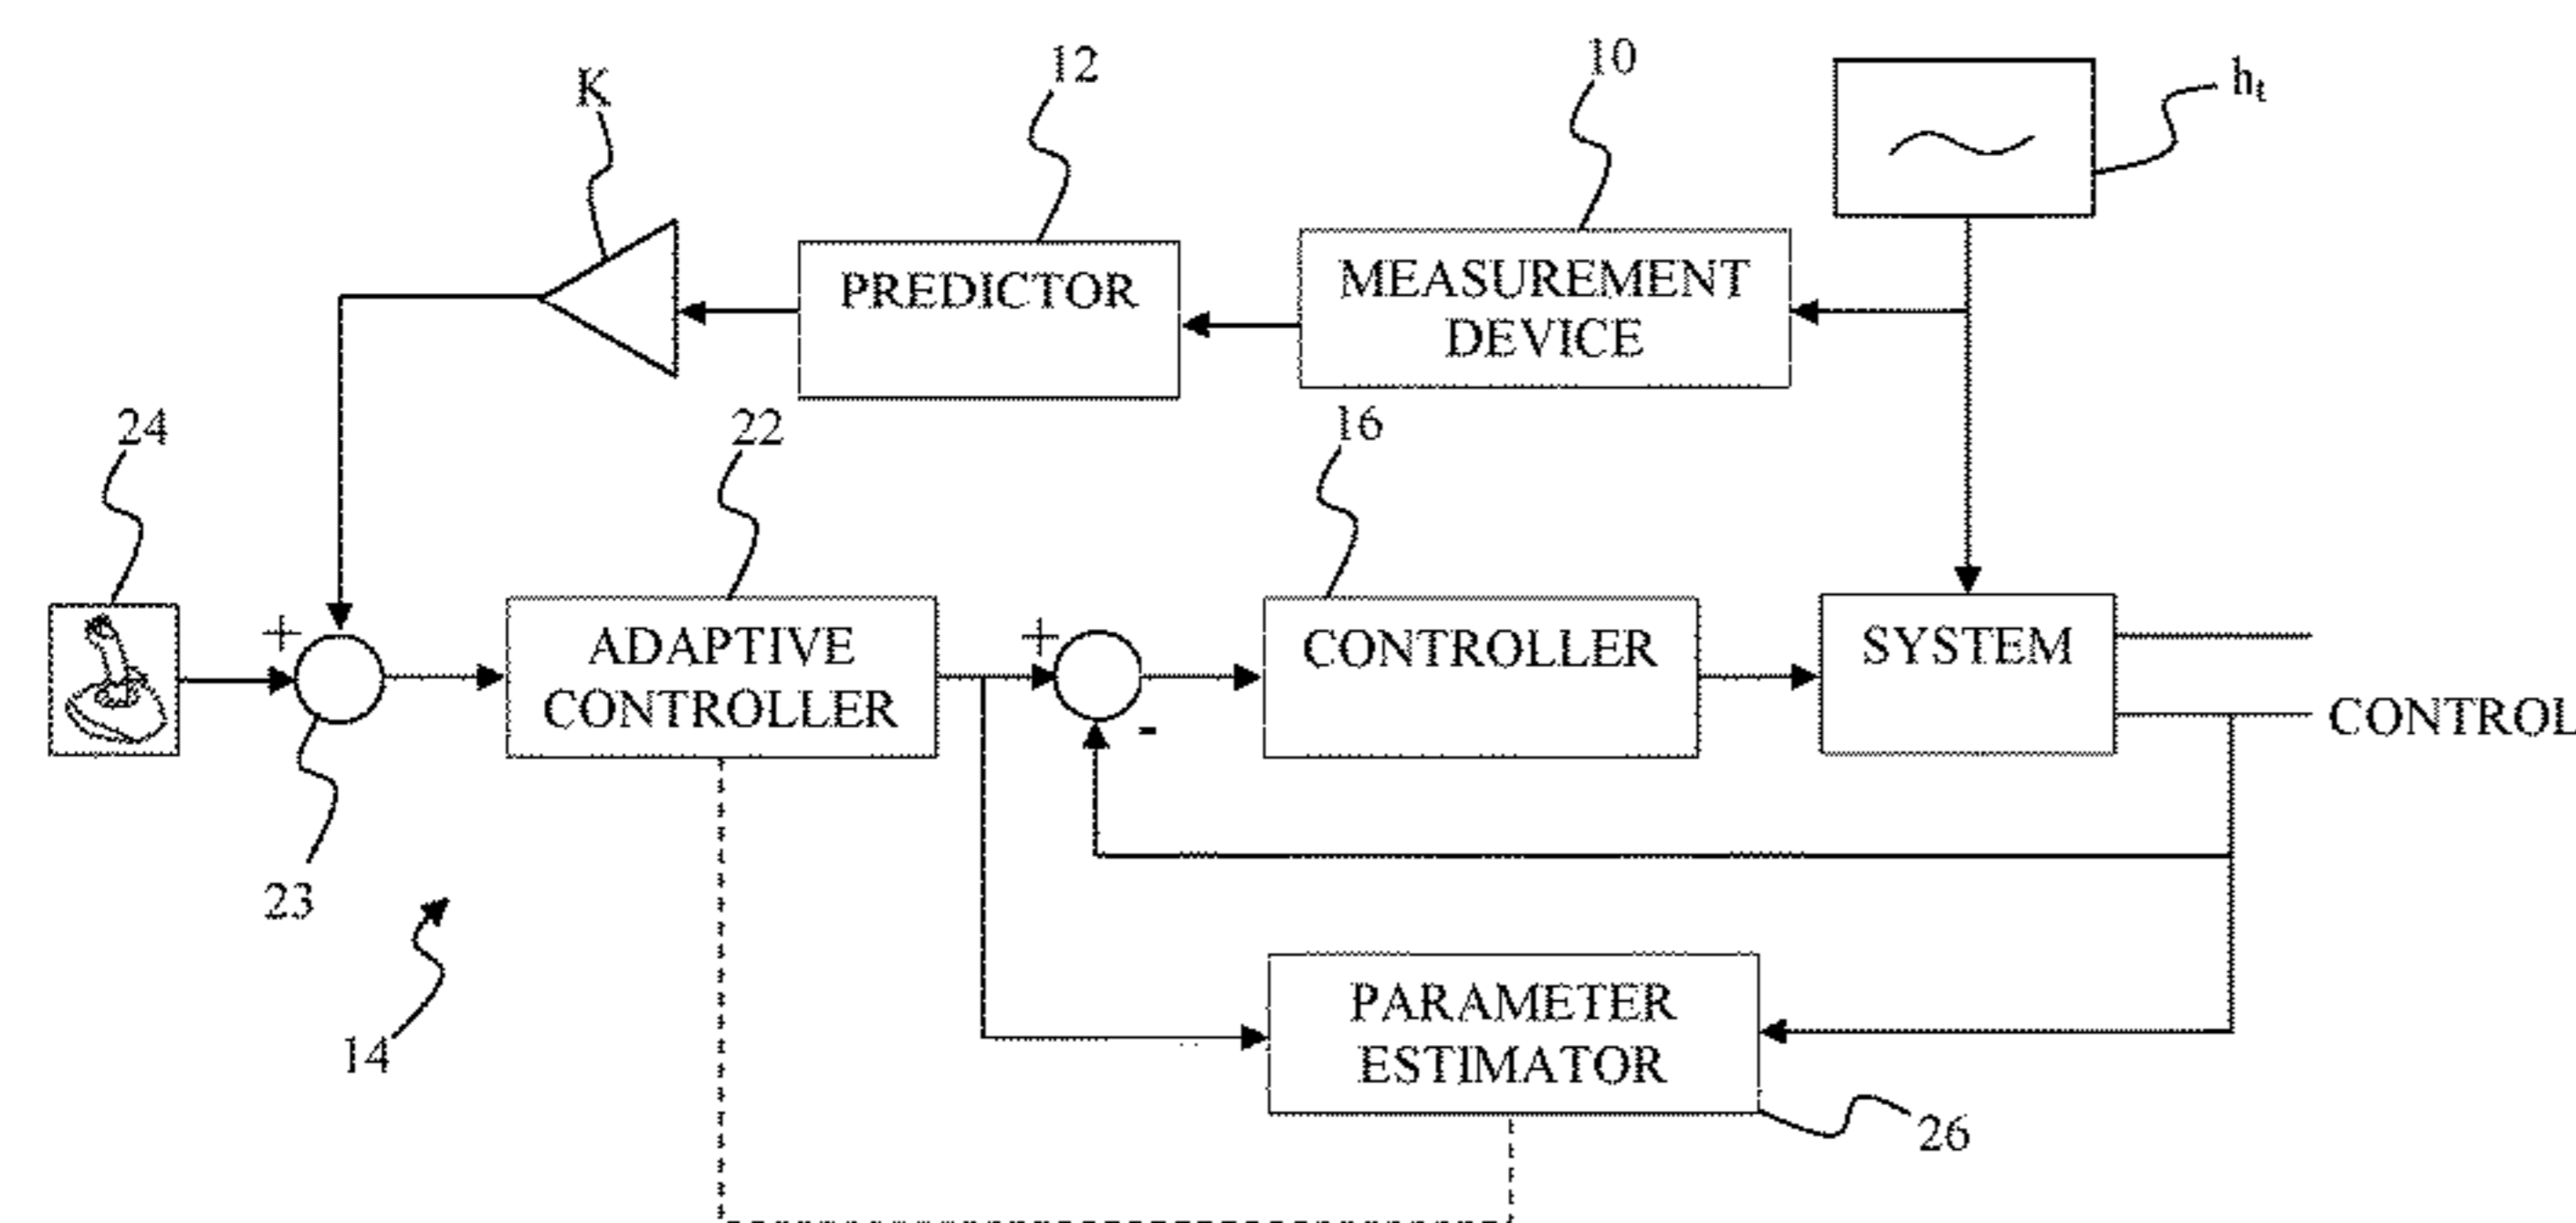 K
12
10
hₜ
PREDICTOR
MEASUREMENT
DEVICE
24
22
16
+
ADAPTIVE
CONTROLLER
+
-
CONTROLLER
SYSTEM
CONTROL
23
14
PARAMETER
ESTIMATOR
26